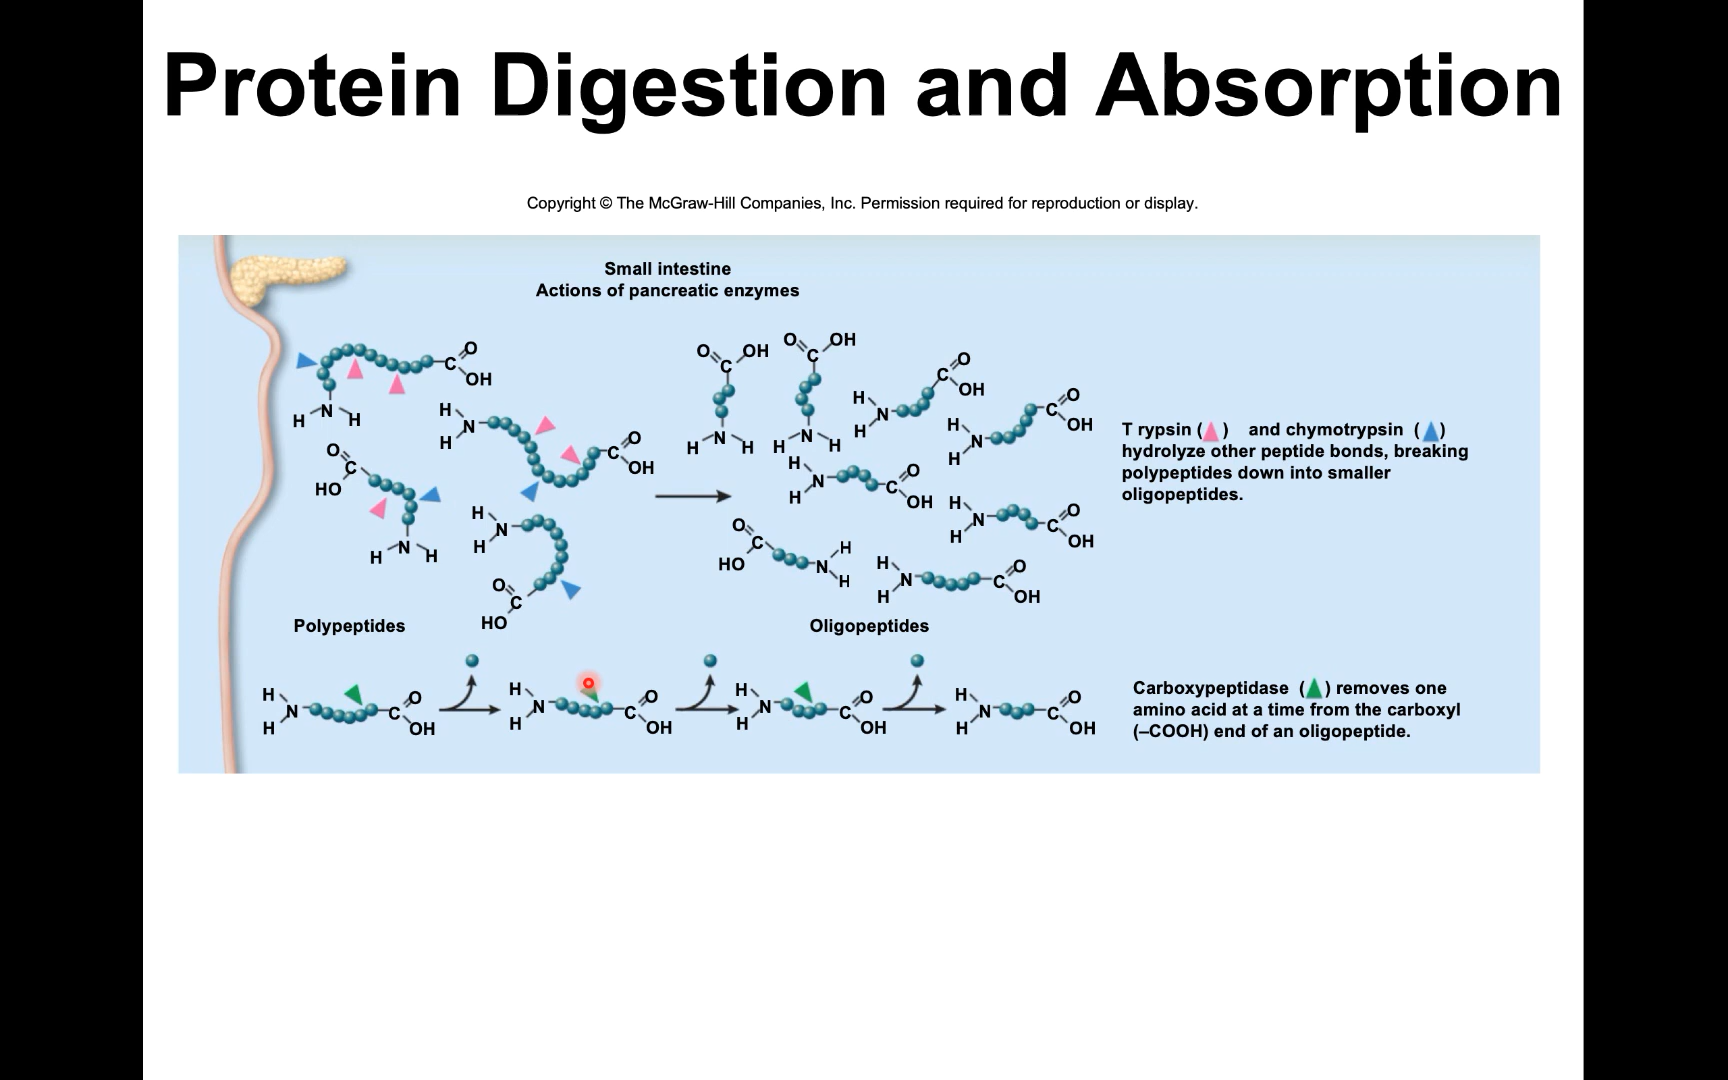 Protein Digestion and Absorption
Copyright © The McGraw-Hill Companies, Inc. Permission required for reproduction or display.
Small intestine
Actions of pancreatic enzymes
O
C
OH
N
H
H
H
N
H
C
O
OH
O
C
HO
N
H
H
H
N
H
O
C
HO
O
C
OH
N
H
H
O
C
OH
N
H
H
H
N
H
C
O
OH
H
N
H
C
O
OH
H
N
H
C
O
OH
H
N
H
C
O
OH
O
C
HO
N
H
H
H
N
H
C
O
OH
T rypsin ( ) and chymotrypsin ( )
hydrolyze other peptide bonds, breaking
polypeptides down into smaller
oligopeptides.
Polypeptides
Oligopeptides
H
N
H
C
O
OH
H
N
H
C
O
OH
H
N
H
C
O
OH
H
N
H
C
O
OH
Carboxypeptidase ( ) removes one
amino acid at a time from the carboxyl
(–COOH) end of an oligopeptide.